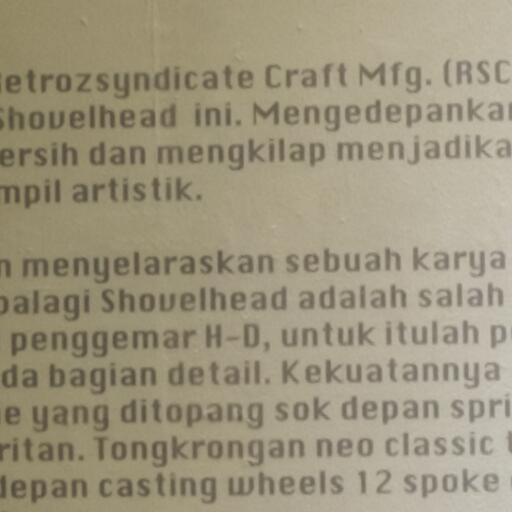 etrozsyndicate Craft Mfg. (RSC
Shovelhead ini. Mengedepankan
ersih dan mengkilap menjadika
mpil artistik.
n menyelaraskan sebuah karya
palagi Shovelhead adalah salah
penggemar H-D, untuk itulah p
da bagian detail. Kekuatannya
e yang ditopang sok depan spri
ritan. Tongkrongan neo classic t
depan casting wheels 12 spoke